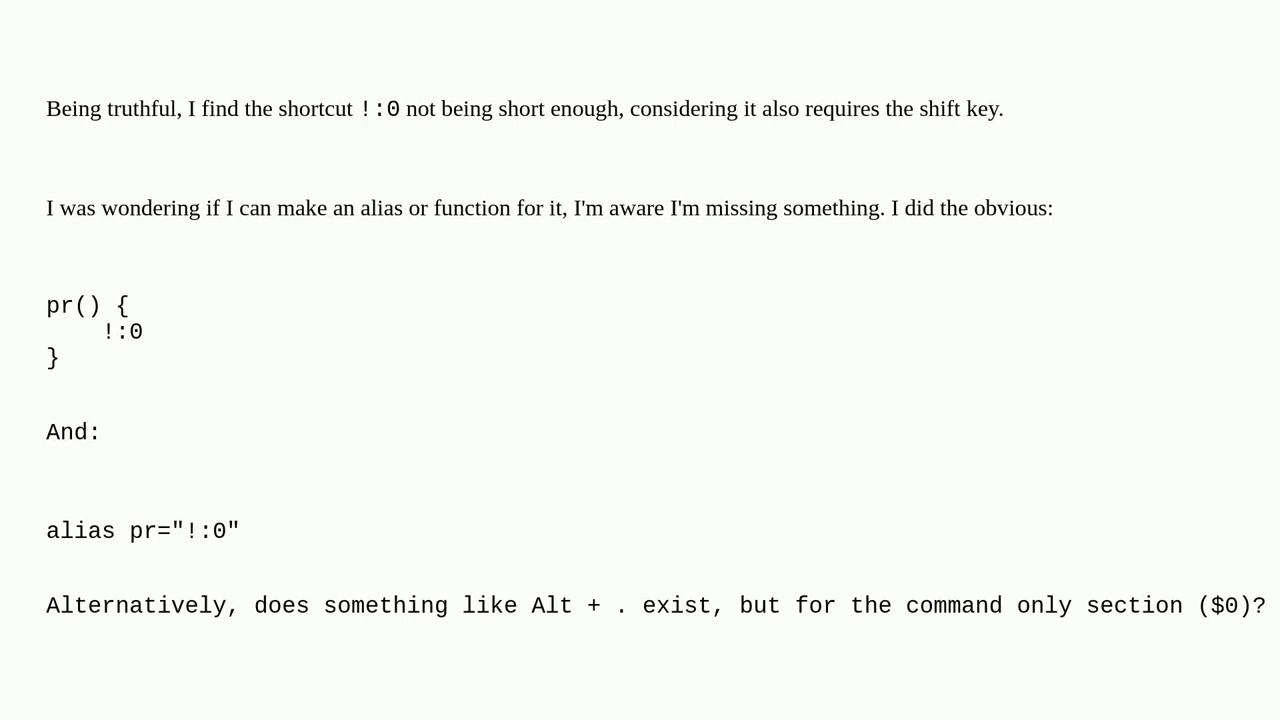 Being truthful, I find the shortcut !:0 not being short enough, considering it also requires the shift key.
I was wondering if I can make an alias or function for it, I'm aware I'm missing something. I did the obvious:
pr() {
    !:0
}
And:
alias pr="!:0"
Alternatively, does something like Alt + . exist, but for the command only section ($0)?